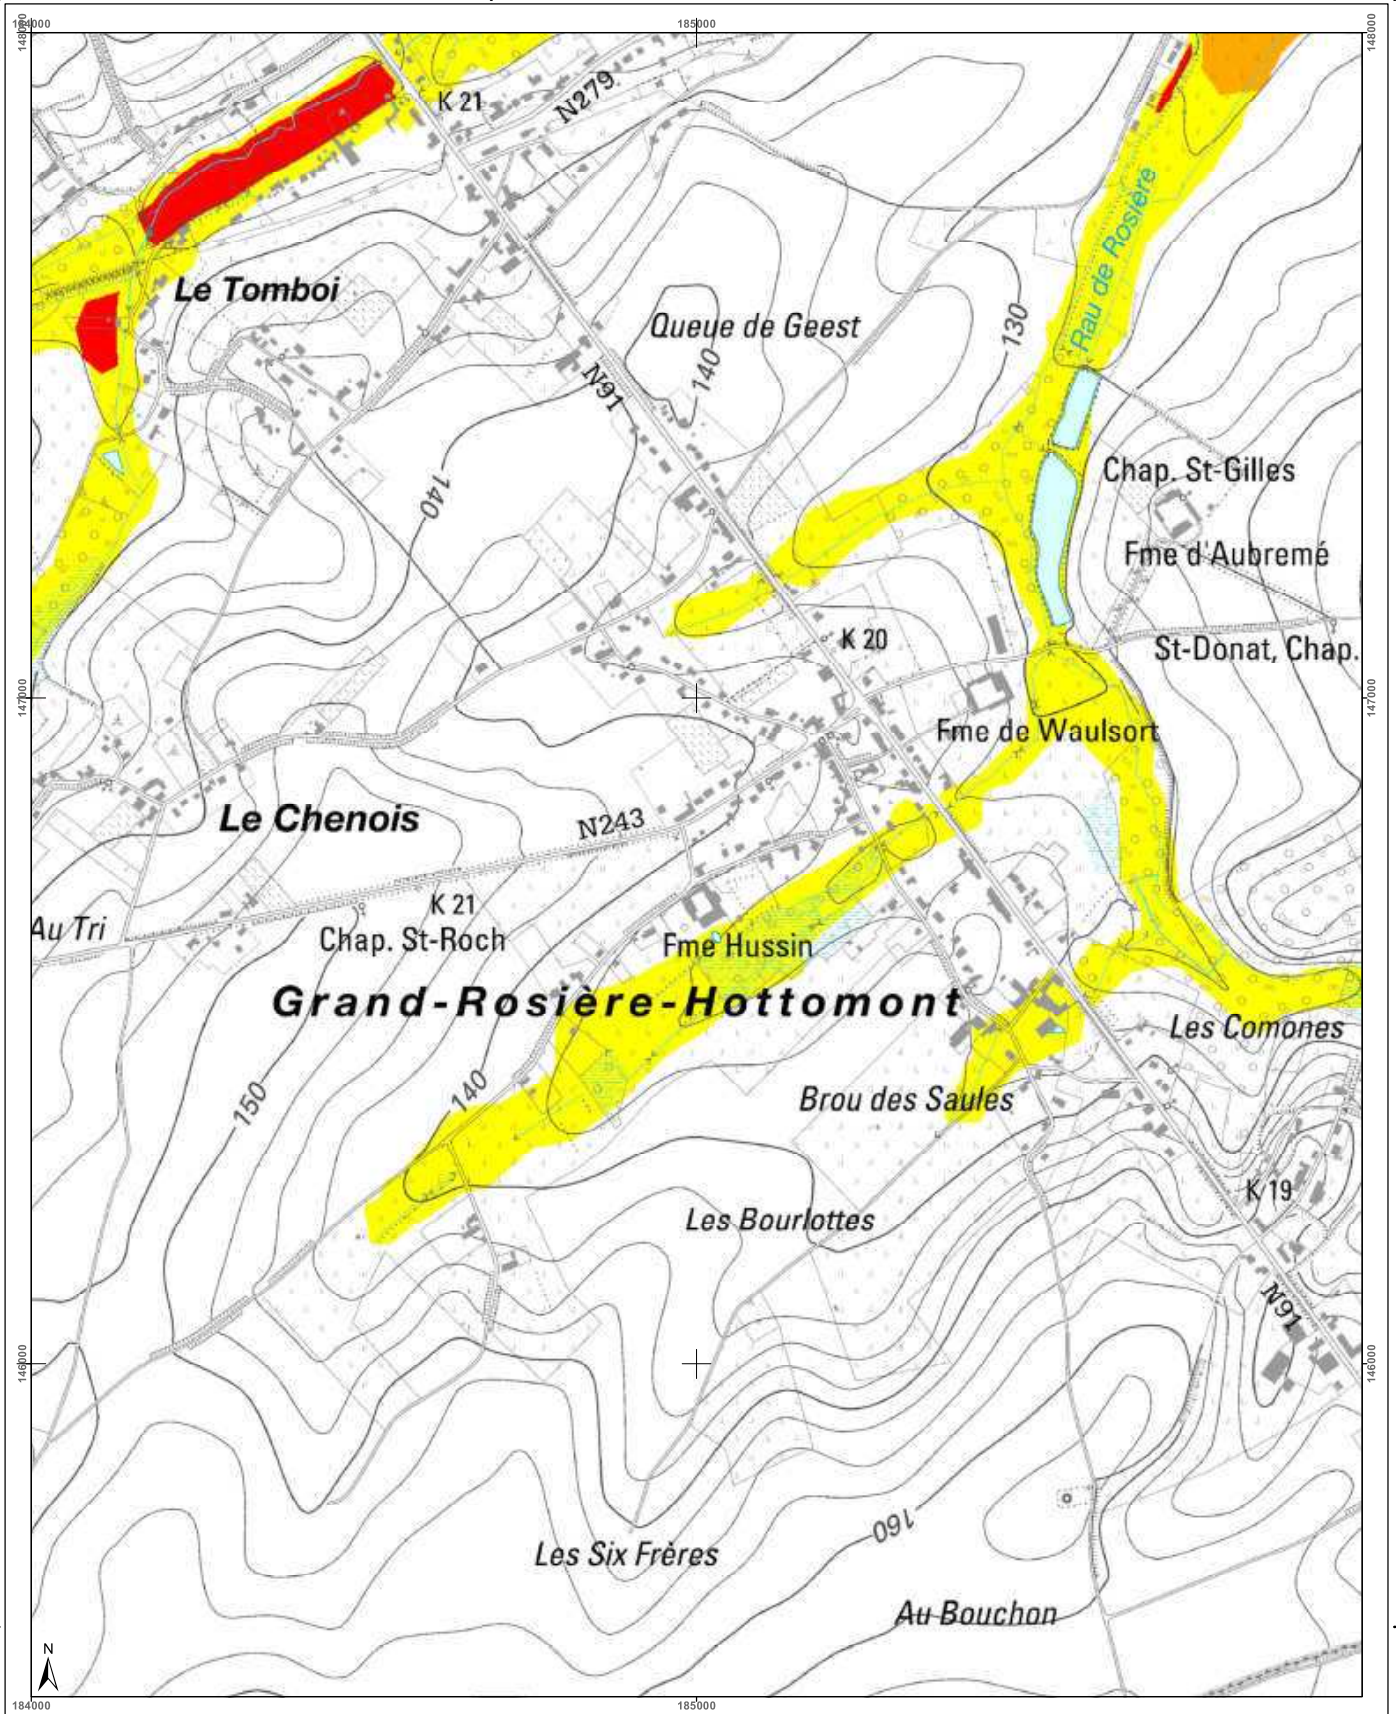 184000
185000
148000
148000
K 21
N279
Rau de Rosière
Le Tomboi
Queue de Geest
130
140
N91
Chap. St-Gilles
140
Fme d'Aubremé
K 20
St-Donat, Chap.
147000
147000
Fme de Waulsort
Le Chenois
N243
K 21
Au Tri
Chap. St-Roch
Fme Hussin
Grand-Rosière-Hottomont
Les Comones
150
140
Brou des Saules
K 19
Les Bourlottes
N91
146000
146000
160
Les Six Frères
Au Bouchon
N
184000
185000